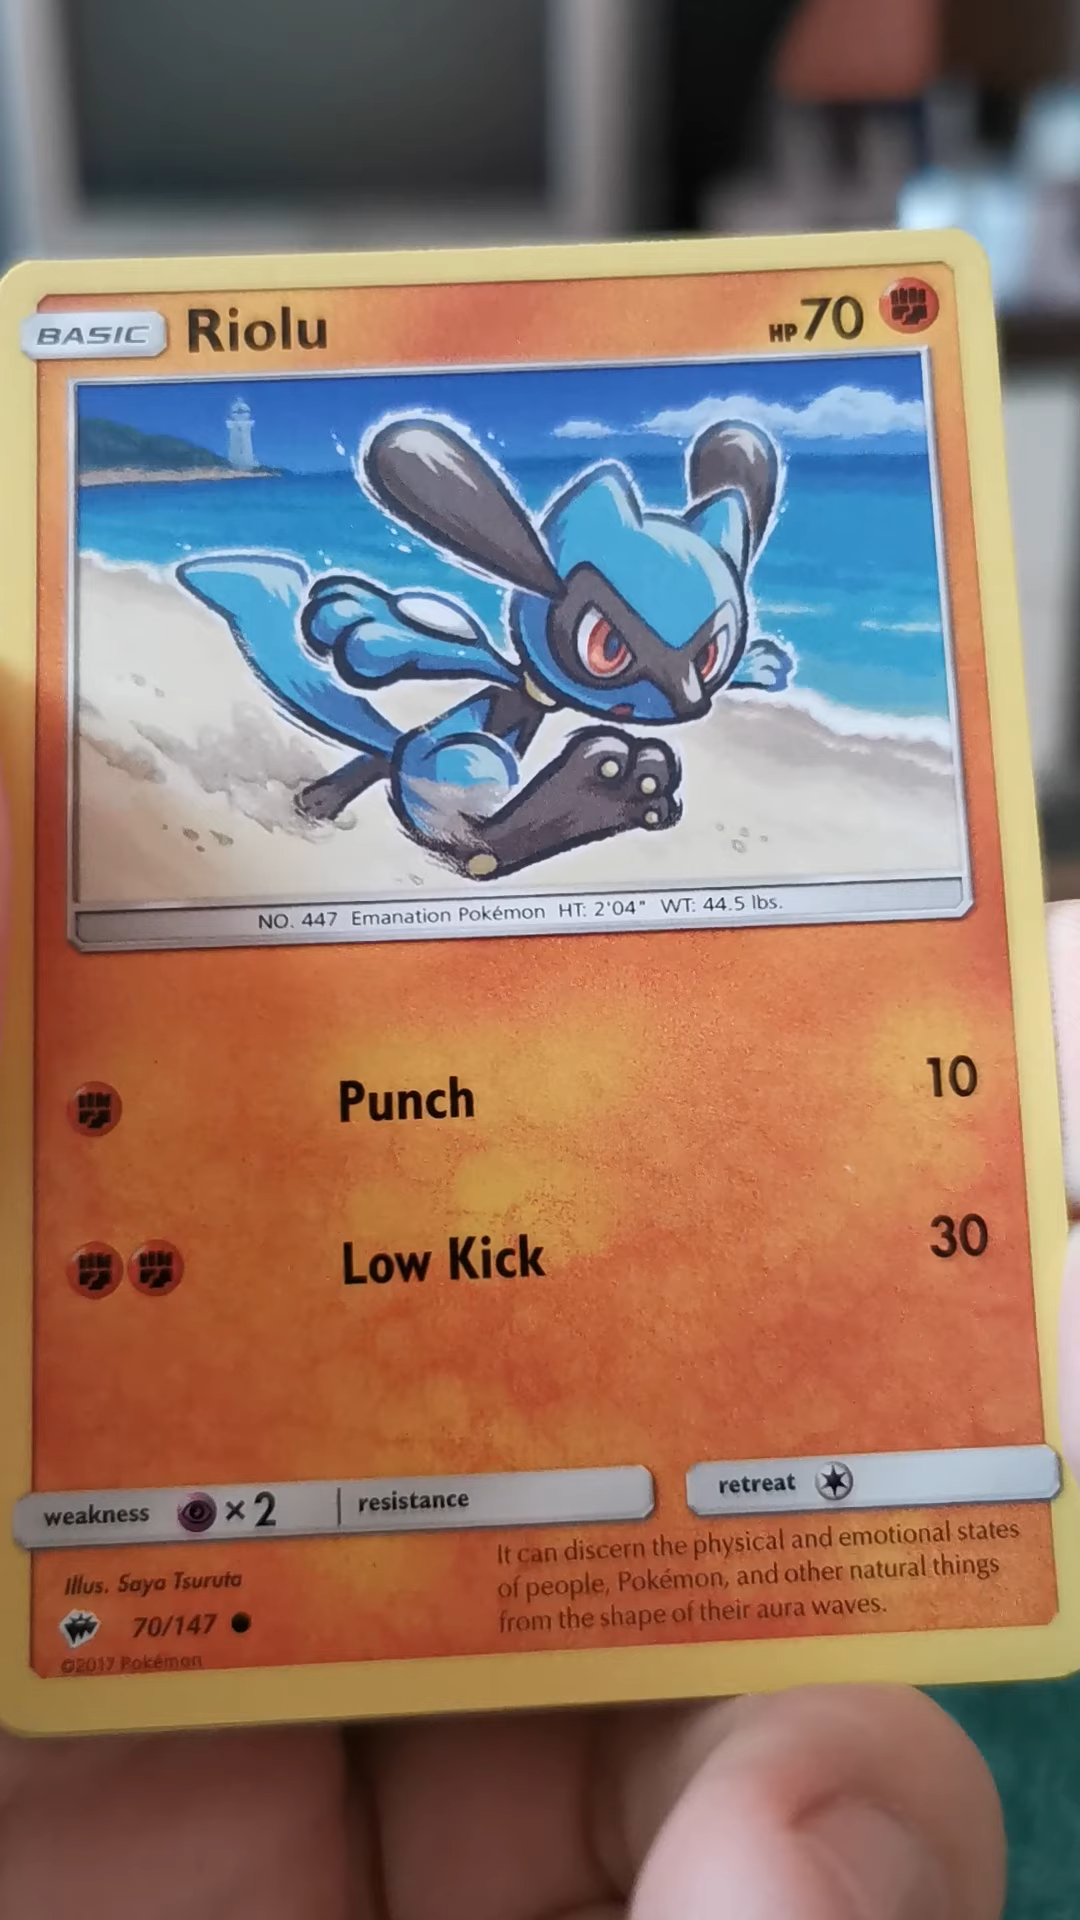 BASIC Riolu HP 70
NO. 447 Emanation Pokémon HT: 2'04" WT: 44.5 lbs.
Punch 10
Low Kick 30
weakness ×2 resistance
retreat
It can discern the physical and emotional states
of people, Pokémon, and other natural things
from the shape of their aura waves.
Illus. Saya Tsuruta
70/147
©2017 Pokémon